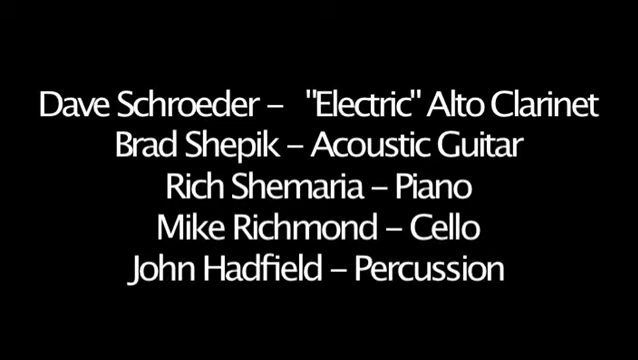 Dave Schroeder – "Electric" Alto Clarinet
Brad Shepik – Acoustic Guitar
Rich Shemaria – Piano
Mike Richmond – Cello
John Hadfield – Percussion